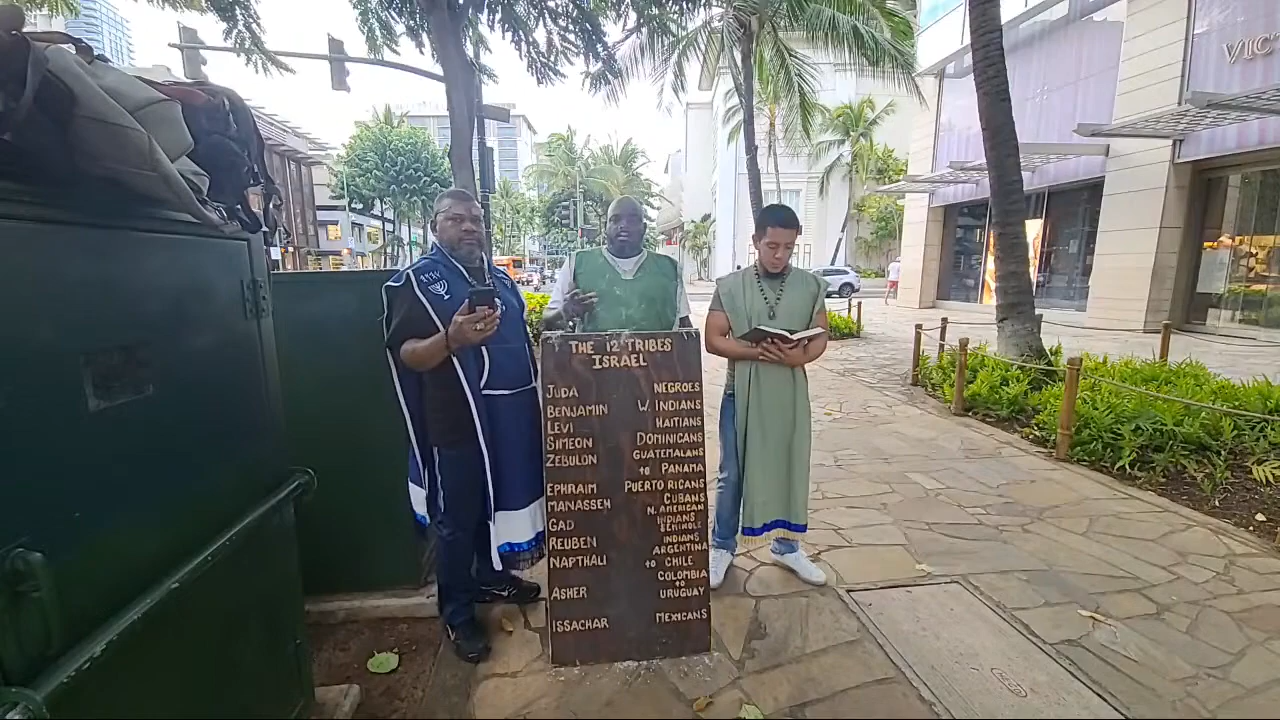 THE 12 TRIBES
ISRAEL
JUDA NEGROES
BENJAMIN W. INDIANS
LEVI HAITIANS
SIMEON DOMINICANS
ZEBULON GUATEMALANS
to PANAMA
EPHRAIM PUERTO RICANS
MANASSEH CUBANS
GAD N. AMERICAN
INDIANS
REUBEN SEMINOLE
INDIANS
NAPTHALI ARGENTINA
to CHILE
ASHER COLOMBIA
to
URUGUAY
ISSACHAR MEXICANS
VICT